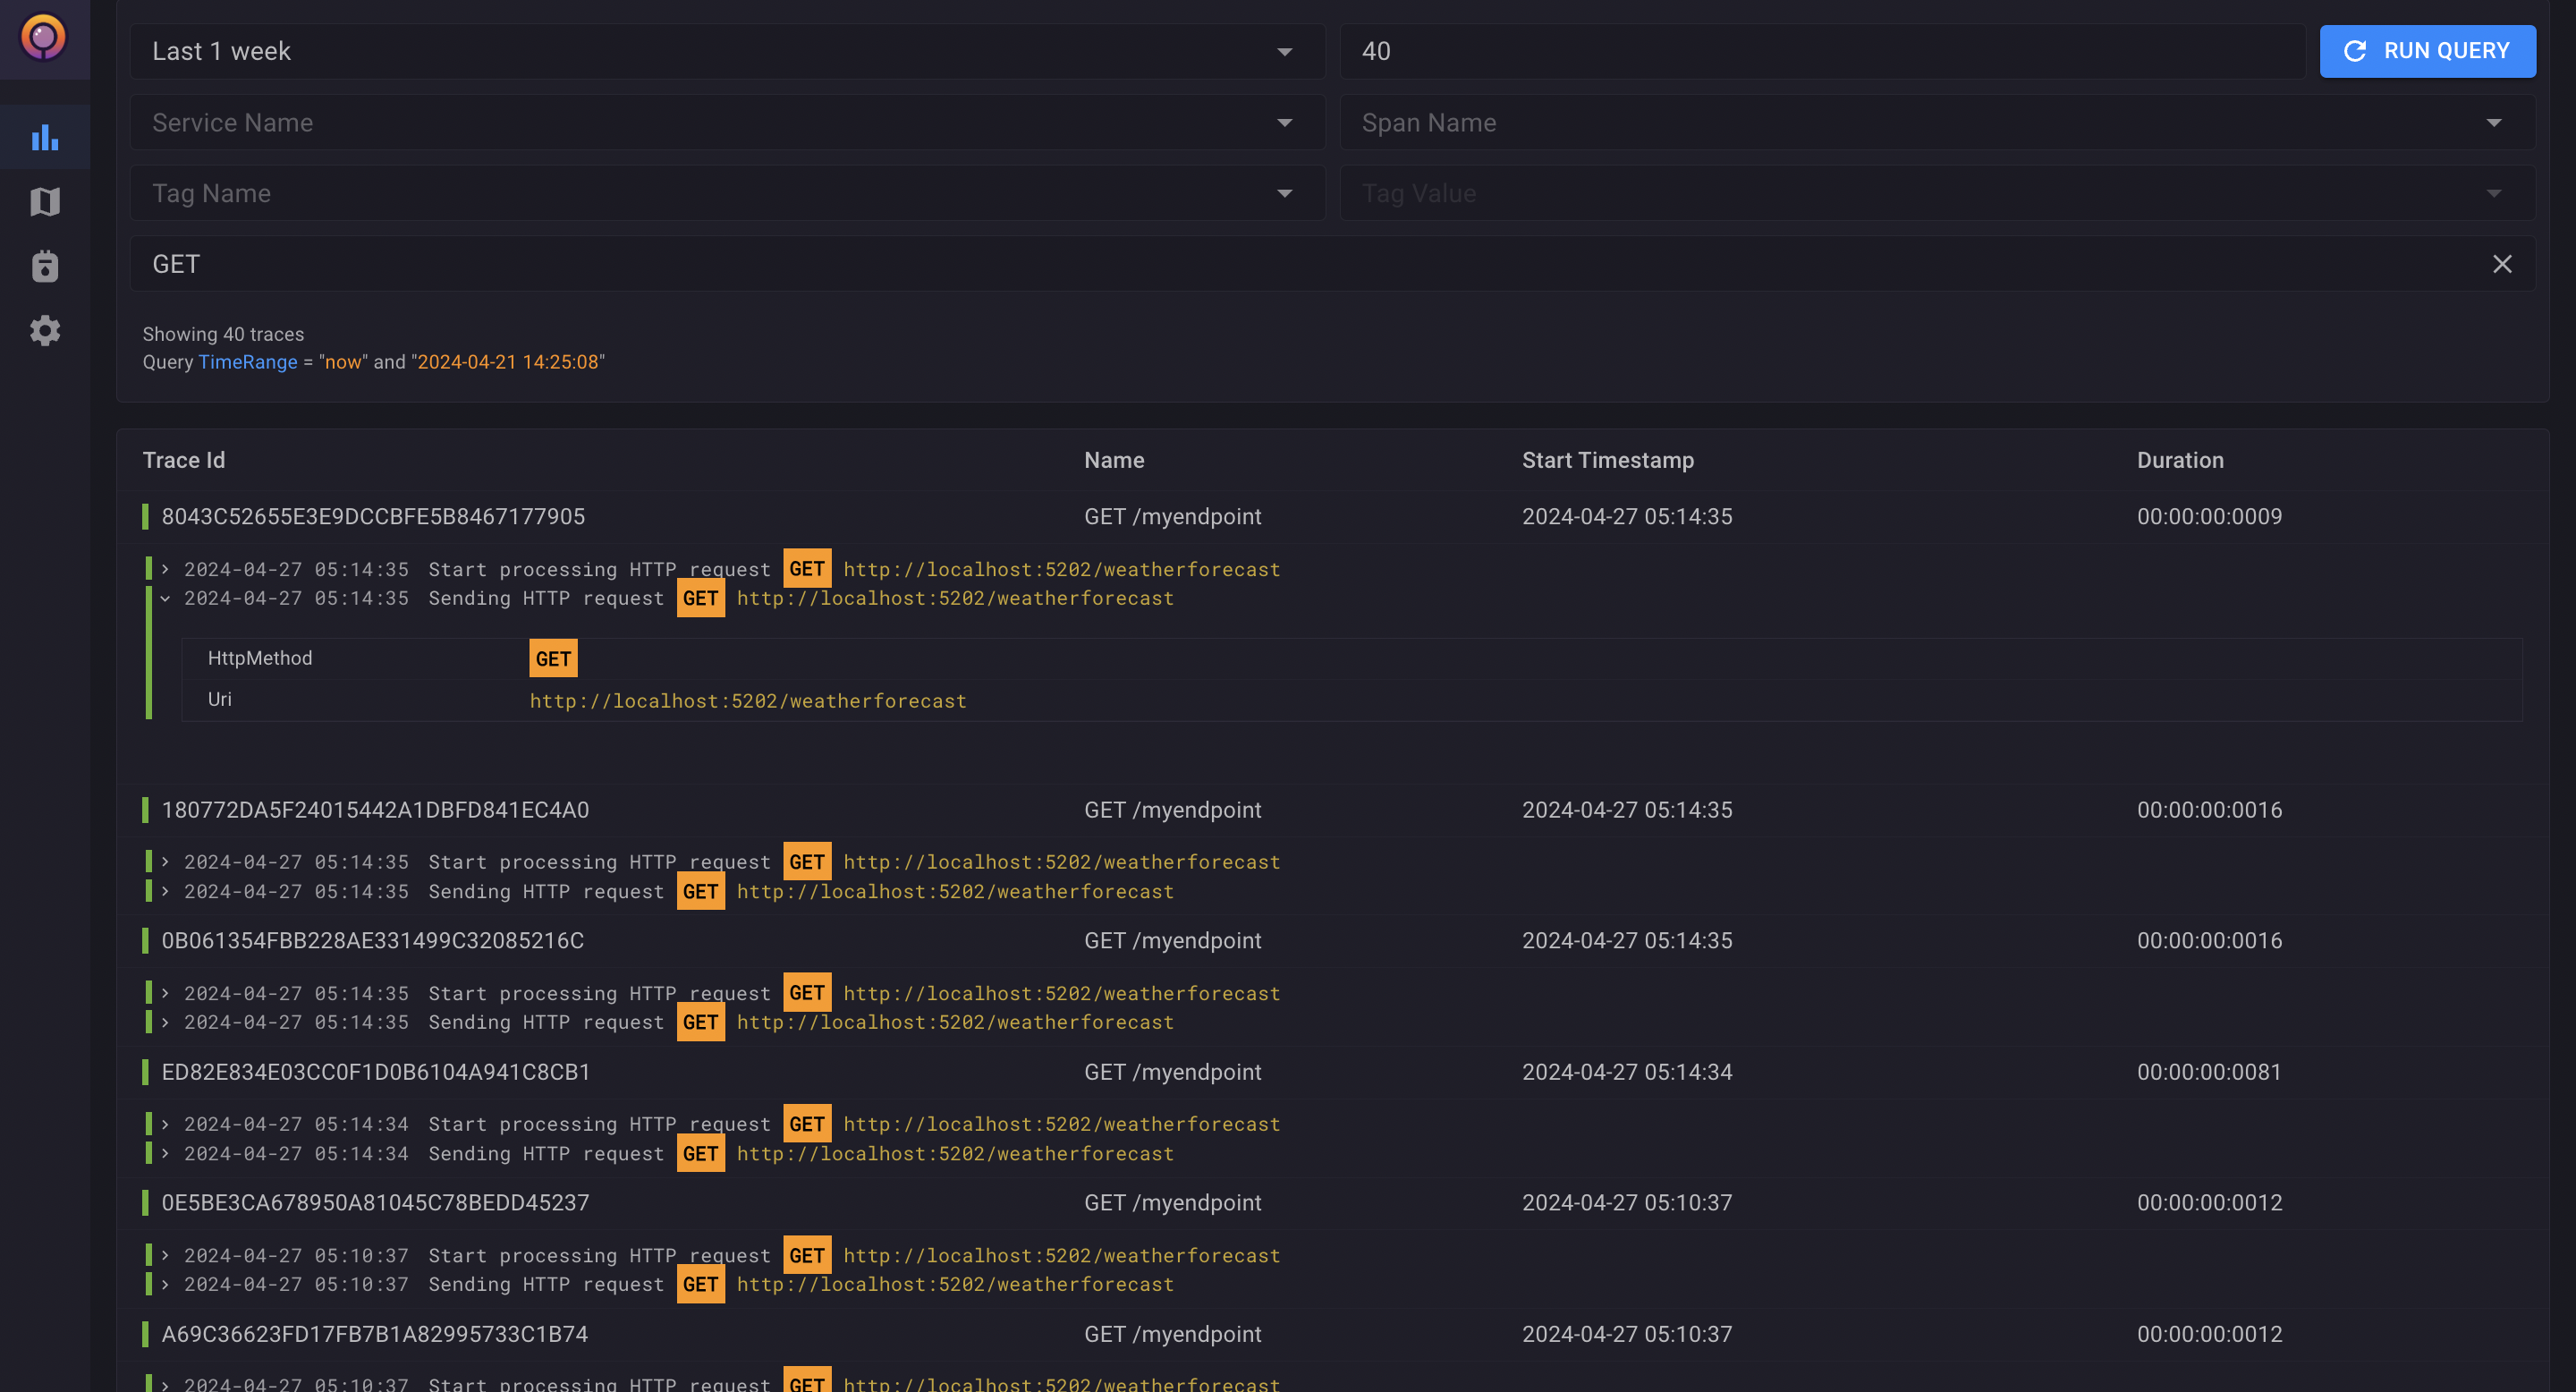 Last 1 week
40
RUN QUERY
Service Name
Span Name
Tag Name
Tag Value
GET
Showing 40 traces
Query TimeRange = "now" and "2024-04-21 14:25:08"
Trace Id Name Start Timestamp Duration
8043C52655E3E9DCCBFE5B8467177905 GET /myendpoint 2024-04-27 05:14:35 00:00:00:0009
2024-04-27 05:14:35 Start processing HTTP request GET http://localhost:5202/weatherforecast
2024-04-27 05:14:35 Sending HTTP request GET http://localhost:5202/weatherforecast
HttpMethod GET
Uri http://localhost:5202/weatherforecast
180772DA5F24015442A1DBFD841EC4A0 GET /myendpoint 2024-04-27 05:14:35 00:00:00:0016
2024-04-27 05:14:35 Start processing HTTP request GET http://localhost:5202/weatherforecast
2024-04-27 05:14:35 Sending HTTP request GET http://localhost:5202/weatherforecast
0B061354FBB228AE331499C32085216C GET /myendpoint 2024-04-27 05:14:35 00:00:00:0016
2024-04-27 05:14:35 Start processing HTTP request GET http://localhost:5202/weatherforecast
2024-04-27 05:14:35 Sending HTTP request GET http://localhost:5202/weatherforecast
ED82E834E03CC0F1D0B6104A941C8CB1 GET /myendpoint 2024-04-27 05:14:34 00:00:00:0081
2024-04-27 05:14:34 Start processing HTTP request GET http://localhost:5202/weatherforecast
2024-04-27 05:14:34 Sending HTTP request GET http://localhost:5202/weatherforecast
0E5BE3CA678950A81045C78BEDD45237 GET /myendpoint 2024-04-27 05:10:37 00:00:00:0012
2024-04-27 05:10:37 Start processing HTTP request GET http://localhost:5202/weatherforecast
2024-04-27 05:10:37 Sending HTTP request GET http://localhost:5202/weatherforecast
A69C36623FD17FB7B1A82995733C1B74 GET /myendpoint 2024-04-27 05:10:37 00:00:00:0012
2024-04-27 05:10:37 Start processing HTTP request GET http://localhost:5202/weatherforecast